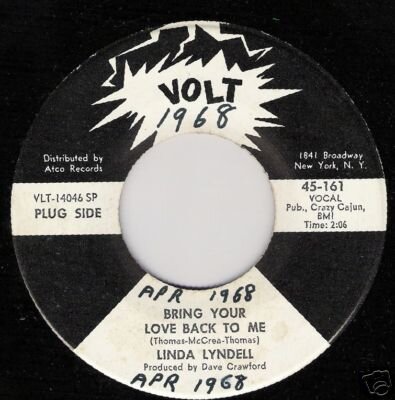 VOLT
1968
Distributed by
Atco Records
1841 Broadway
New York, N. Y.
VLT-14046 SP
PLUG SIDE
45-161
VOCAL
Pub., Crazy Cajun,
BMI
Time: 2:06
APR 1968
BRING YOUR
LOVE BACK TO ME
(Thomas-McCrea-Thomas)
LINDA LYNDELL
Produced by Dave Crawford
APR 1968